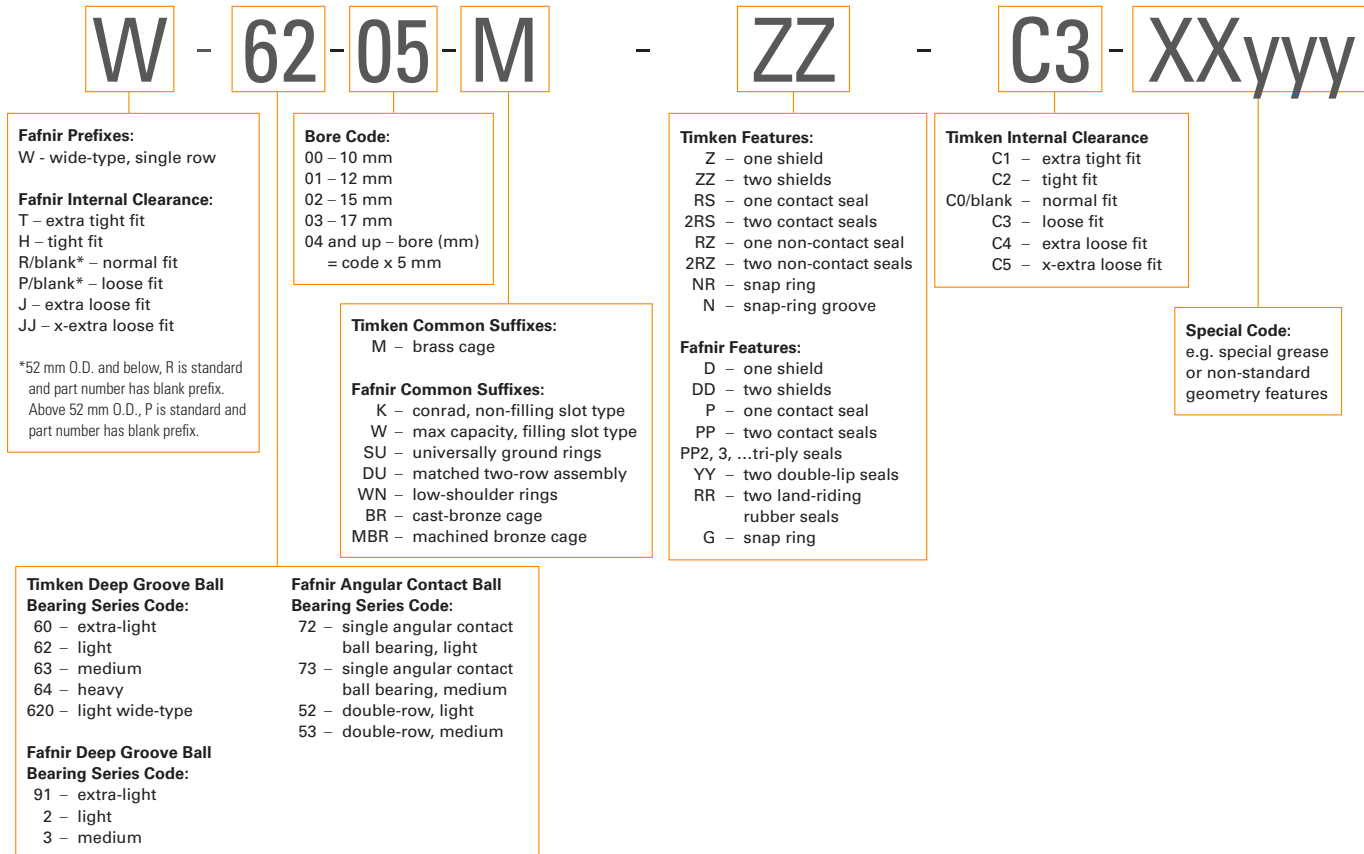 W - 62 - 05 - M - ZZ - C3 - XXyyy
Fafnir Prefixes:
W - wide-type, single row
Fafnir Internal Clearance:
T – extra tight fit
H – tight fit
R/blank* – normal fit
P/blank* – loose fit
J – extra loose fit
JJ – x-extra loose fit
*52 mm O.D. and below, R is standard
and part number has blank prefix.
Above 52 mm O.D., P is standard and
part number has blank prefix.
Bore Code:
00 – 10 mm
01 – 12 mm
02 – 15 mm
03 – 17 mm
04 and up – bore (mm)
= code x 5 mm
Timken Common Suffixes:
M – brass cage
Fafnir Common Suffixes:
K – conrad, non-filling slot type
W – max capacity, filling slot type
SU – universally ground rings
DU – matched two-row assembly
WN – low-shoulder rings
BR – cast-bronze cage
MBR – machined bronze cage
Timken Features:
Z – one shield
ZZ – two shields
RS – one contact seal
2RS – two contact seals
RZ – one non-contact seal
2RZ – two non-contact seals
NR – snap ring
N – snap-ring groove
Fafnir Features:
D – one shield
DD – two shields
P – one contact seal
PP – two contact seals
PP2, 3, ...tri-ply seals
YY – two double-lip seals
RR – two land-riding
rubber seals
G – snap ring
Timken Internal Clearance
C1 – extra tight fit
C2 – tight fit
C0/blank – normal fit
C3 – loose fit
C4 – extra loose fit
C5 – x-extra loose fit
Special Code:
e.g. special grease
or non-standard
geometry features
Timken Deep Groove Ball
Bearing Series Code:
60 – extra-light
62 – light
63 – medium
64 – heavy
620 – light wide-type
Fafnir Deep Groove Ball
Bearing Series Code:
91 – extra-light
2 – light
3 – medium
Fafnir Angular Contact Ball
Bearing Series Code:
72 – single angular contact
ball bearing, light
73 – single angular contact
ball bearing, medium
52 – double-row, light
53 – double-row, medium